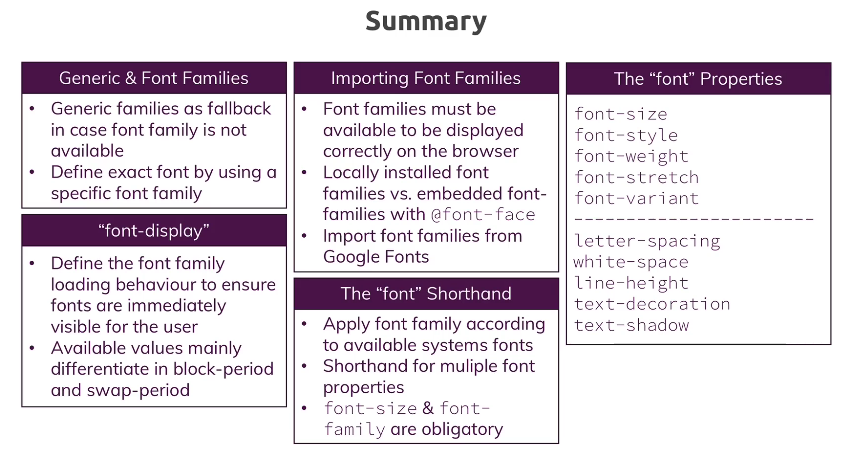 Summary
Generic & Font Families
• Generic families as fallback
in case font family is not
available
• Define exact font by using a
specific font family
"font-display"
• Define the font family
loading behaviour to ensure
fonts are immediately
visible for the user
• Available values mainly
differentiate in block-period
and swap-period
Importing Font Families
• Font families must be
available to be displayed
correctly on the browser
• Locally installed font
families vs. embedded font-
families with @font-face
• Import font families from
Google Fonts
The "font" Shorthand
• Apply font family according
to available systems fonts
• Shorthand for muliple font
properties
• font-size & font-
family are obligatory
The "font" Properties
font-size
font-style
font-weight
font-stretch
font-variant
-----------------------
letter-spacing
white-space
line-height
text-decoration
text-shadow